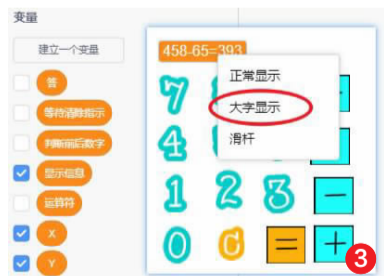 变量
建立一个变量
答
等待清除指示
判断前后数字
显示信息
运算符
X
Y
458-65=393
正常显示
大字显示
滑杆
7
4
1 2 3 -
0 C = +
3